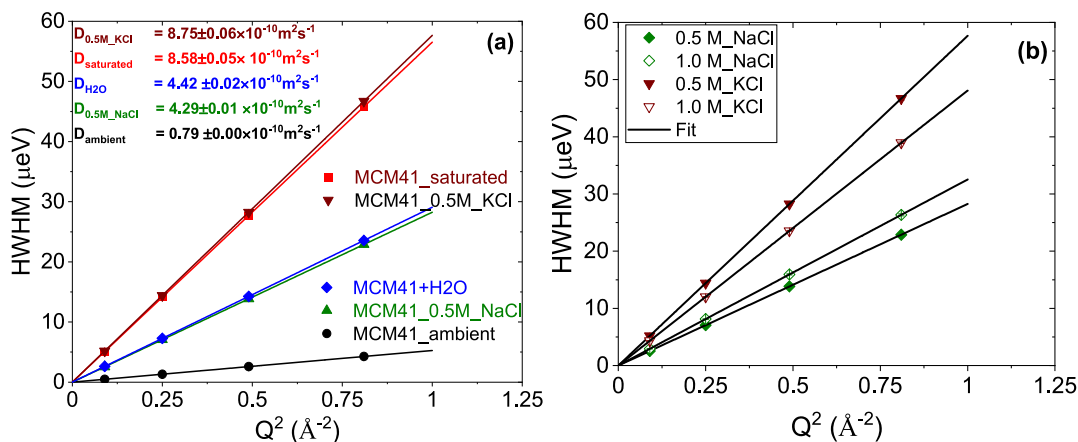 (a)
D0.5M_KCl = 8.75±0.06×10-10m2s-1
Dsaturated = 8.58±0.05× 10-10m2s-1
DH2O = 4.42 ±0.02×10-10m2s-1
D0.5M_NaCl = 4.29±0.01 ×10-10m2s-1
Dambient = 0.79 ±0.00×10-10m2s-1
MCM41_saturated
MCM41_0.5M_KCl
MCM41+H2O
MCM41_0.5M_NaCl
MCM41_ambient
HWHM (μeV)
60
50
40
30
20
10
0
0 0.25 0.50 0.75 1
Q2 (Å-2)
(b)
0.5 M_NaCl
1.0 M_NaCl
0.5 M_KCl
1.0 M_KCl
Fit
HWHM (μeV)
60
50
40
30
20
10
0
0 0.25 0.50 0.75 1 1.25
Q2 (Å-2)